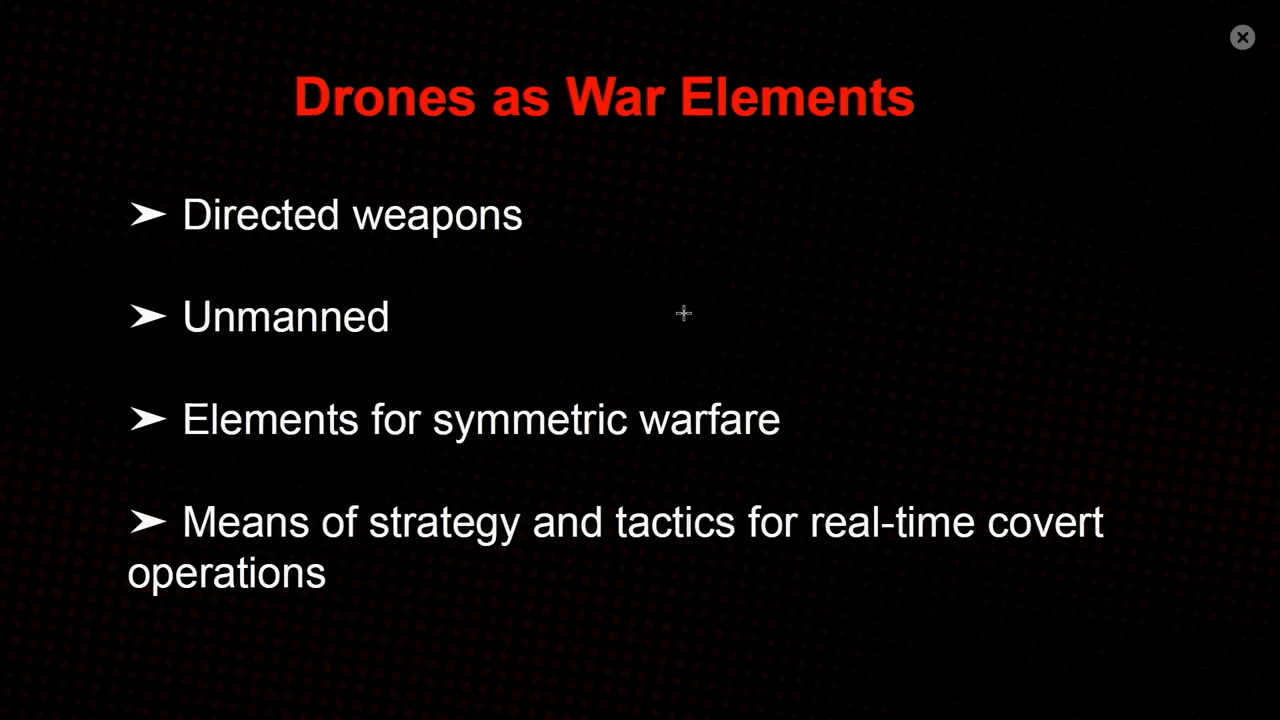 Drones as War Elements
➤ Directed weapons
➤ Unmanned
➤ Elements for symmetric warfare
➤ Means of strategy and tactics for real-time covert
operations